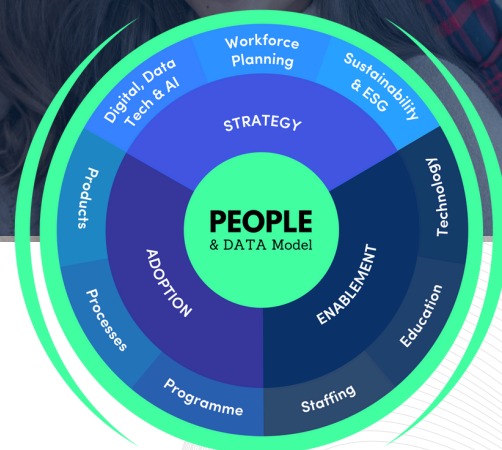 Digital, Data
Tech & AI
Workforce
Planning
Sustainability
& ESG
STRATEGY
Products
Technology
PEOPLE
& DATA Model
ADOPTION
ENABLEMENT
Processes
Education
Programme
Staffing